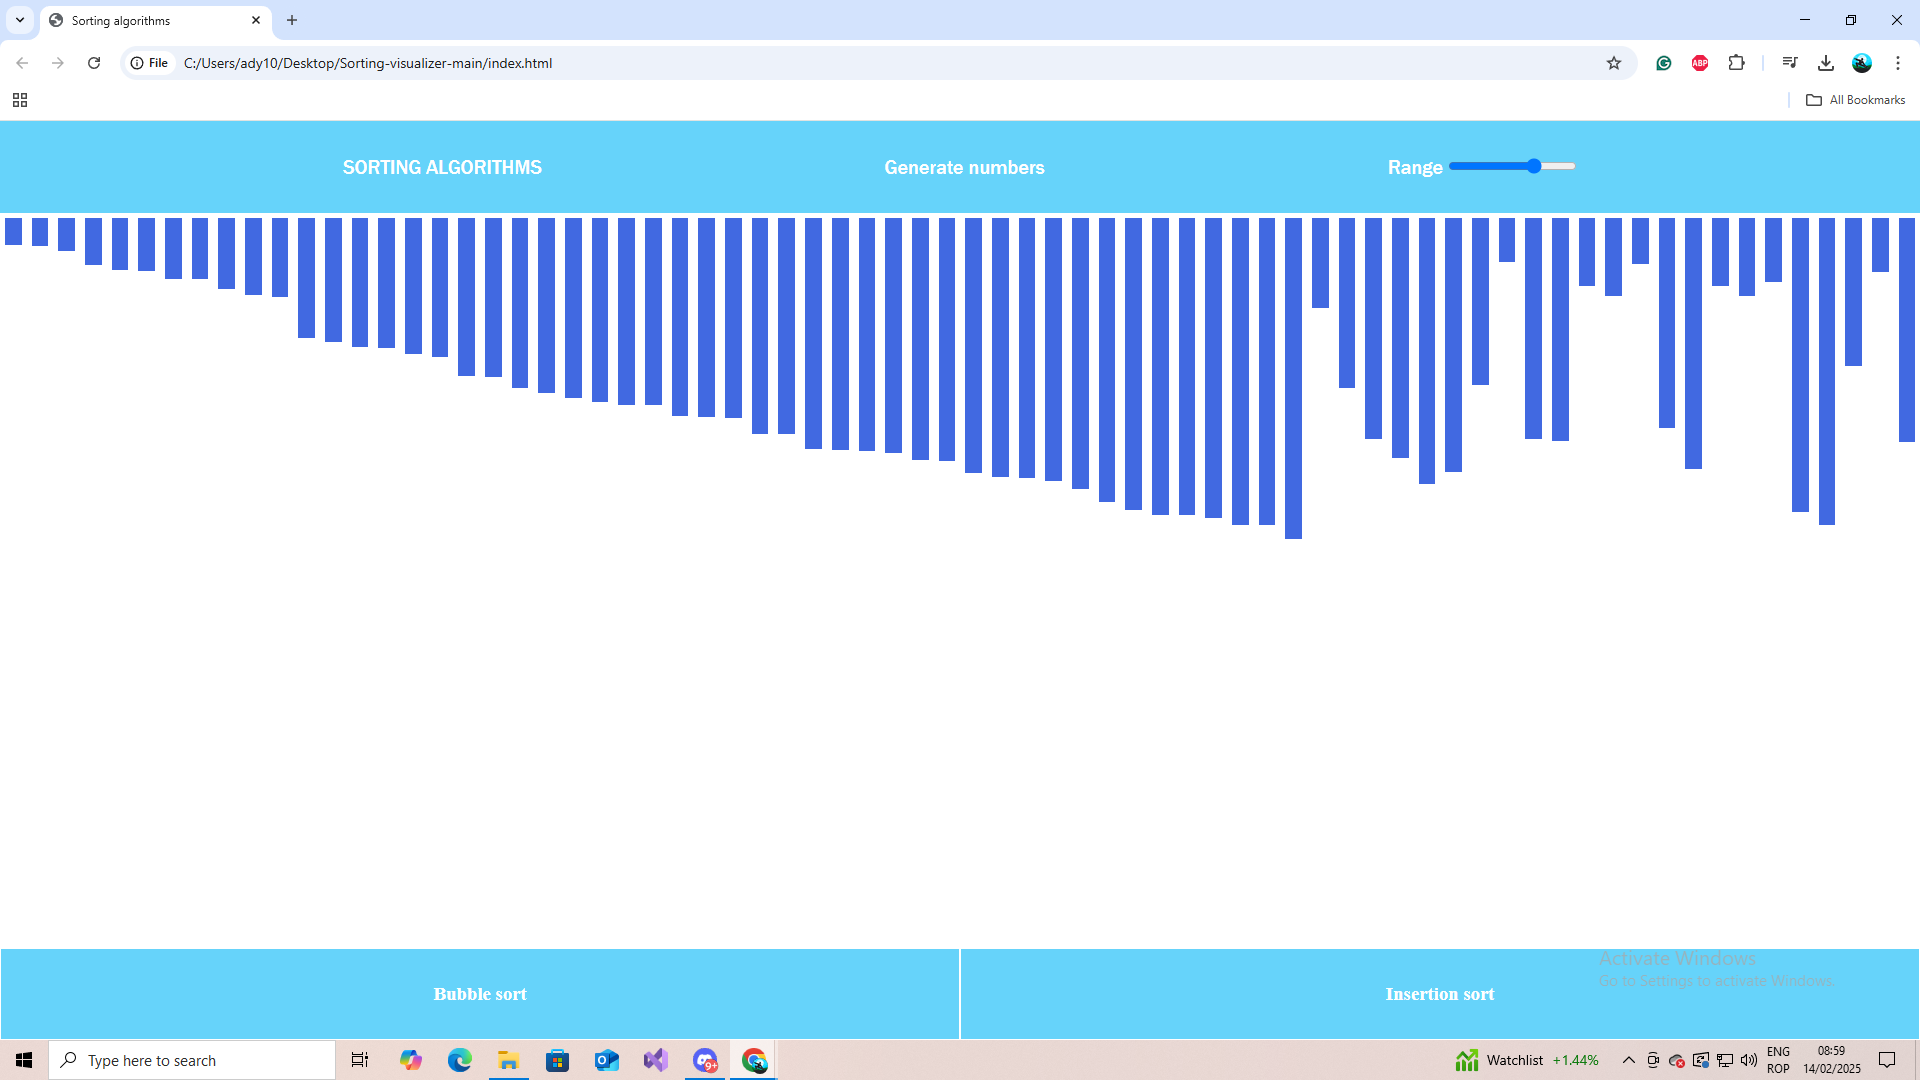 Sorting algorithms
File C:/Users/ady10/Desktop/Sorting-visualizer-main/index.html
ABP
All Bookmarks
SORTING ALGORITHMS
Generate numbers
Range
Bubble sort
Insertion sort
Activate Windows
Go to Settings to activate Windows.
Type here to search
9+
Watchlist +1.44%
ENG
ROP
08:59
14/02/2025